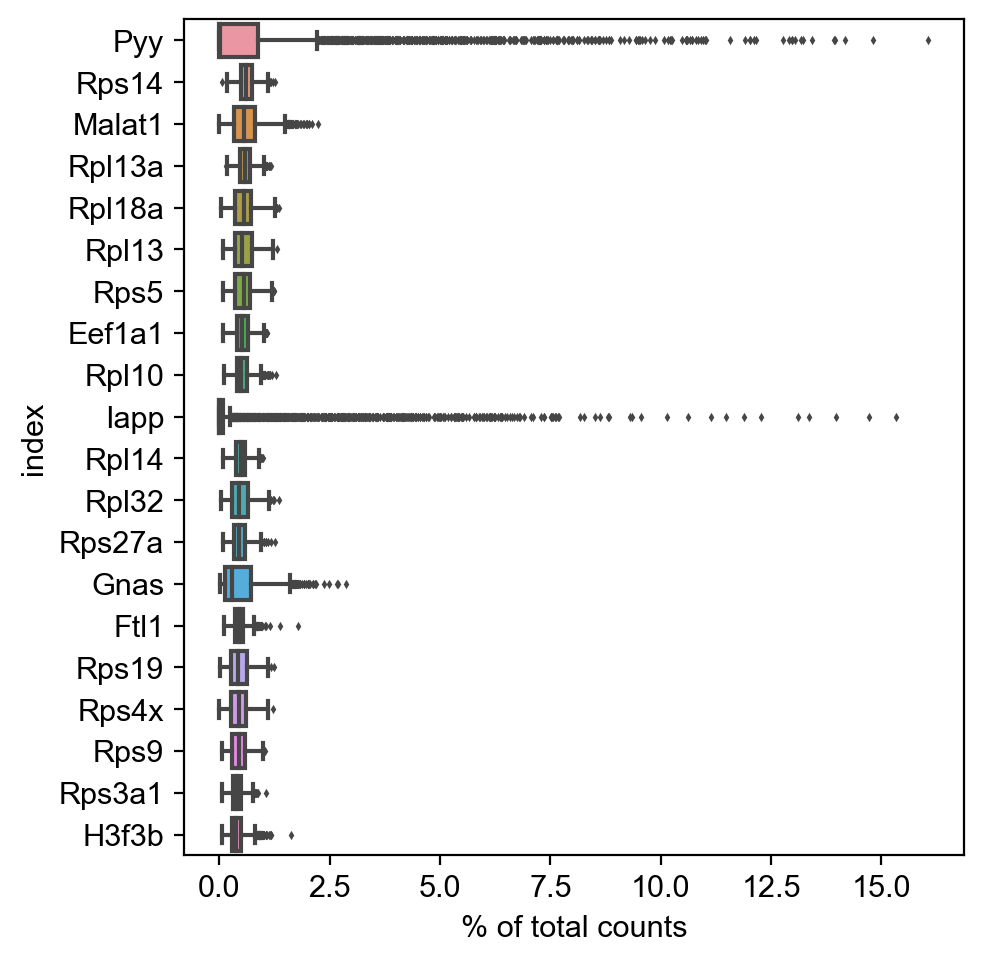 Pyy
Rps14
Malat1
Rpl13a
Rpl18a
Rpl13
Rps5
Eef1a1
Rpl10
Iapp
Rpl14
Rpl32
Rps27a
Gnas
Ftl1
Rps19
Rps4x
Rps9
Rps3a1
H3f3b
index
0.0 2.5 5.0 7.5 10.0 12.5 15.0
% of total counts